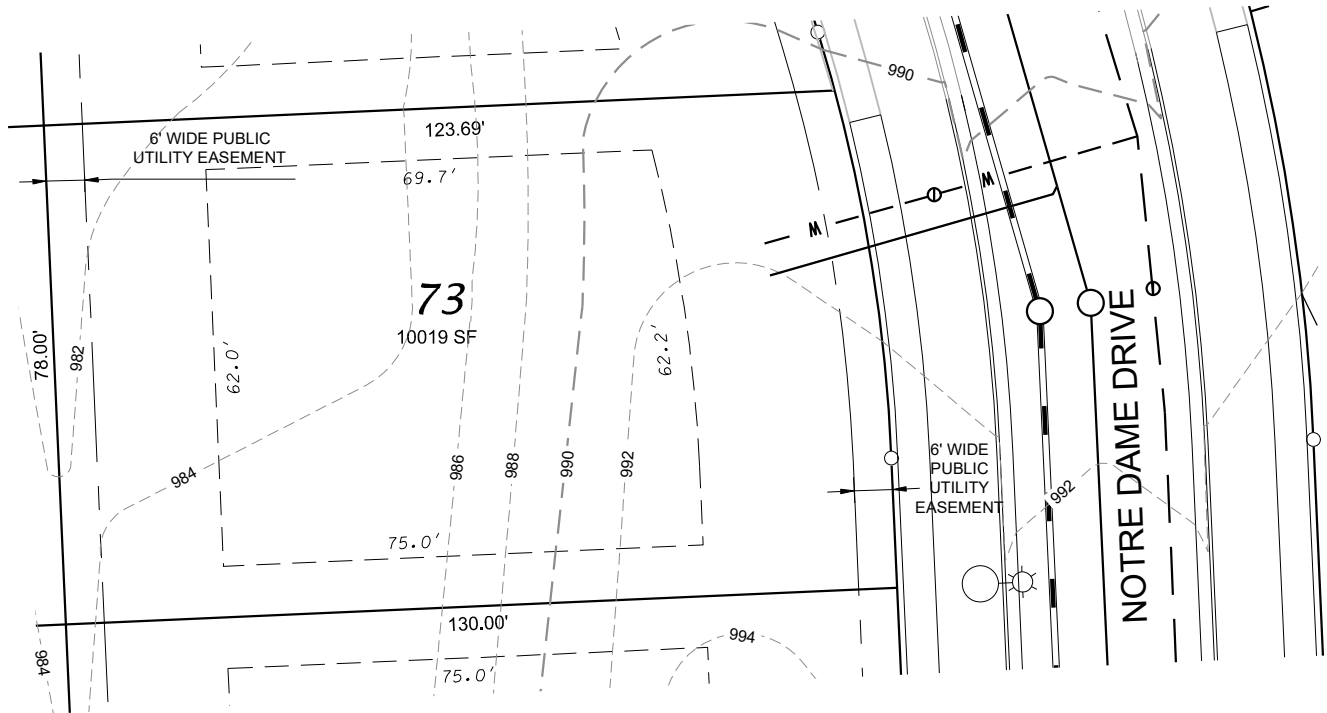 990
123.69'
6' WIDE PUBLIC
UTILITY EASEMENT
69.7'
W
W
73
10019 SF
78.00'
982
62.0'
62.2'
984
986
988
990
992
6' WIDE
PUBLIC
UTILITY
EASEMENT
992
NOTRE DAME DRIVE
75.0'
130.00'
984
994
75.0'